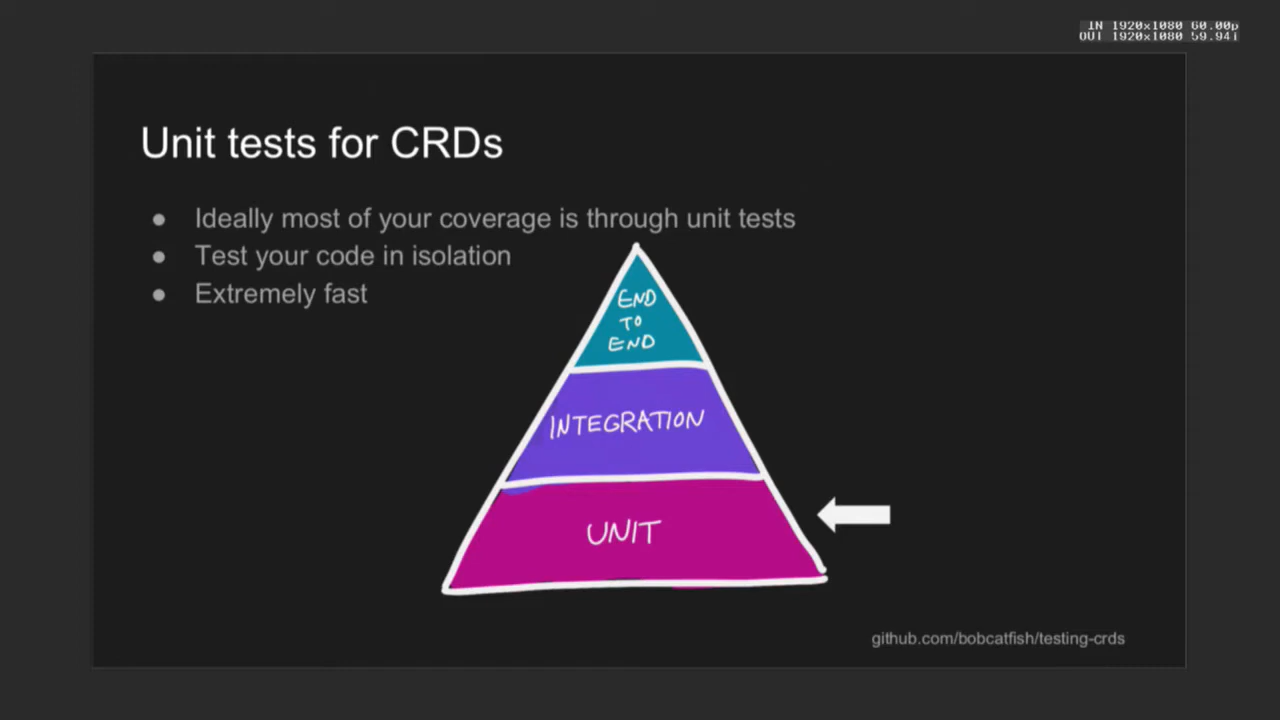 IN 1920x1080 60.00p
OUT 1920x1080 59.94i
Unit tests for CRDs
● Ideally most of your coverage is through unit tests
● Test your code in isolation
● Extremely fast
END
TO
END
INTEGRATION
UNIT
github.com/bobcatfish/testing-crds